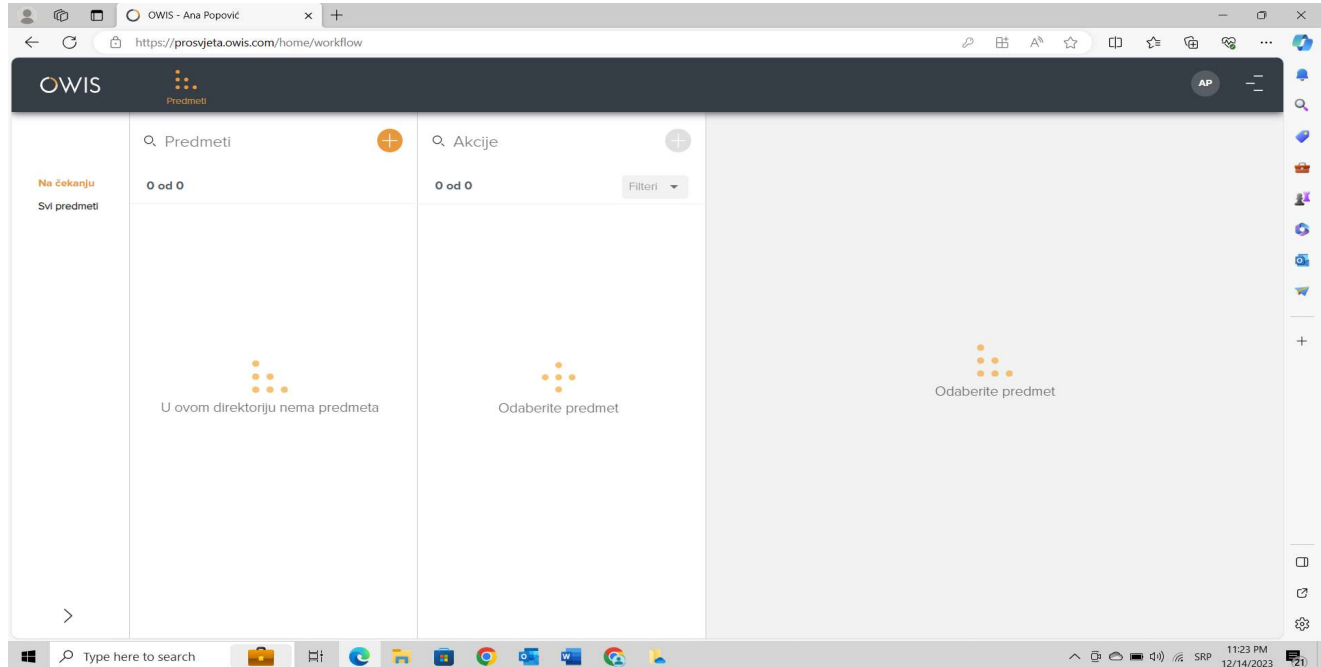 OWIS - Ana Popović
https://prosvjeta.owis.com/home/workflow
OWIS
Predmeti
AP
Predmeti
Akcije
Na čekanju
0 od 0
0 od 0
Filteri
Svi predmeti
U ovom direktoriju nema predmeta
Odaberite predmet
Odaberite predmet
Type here to search
SRP
11:23 PM
12/14/2023
21